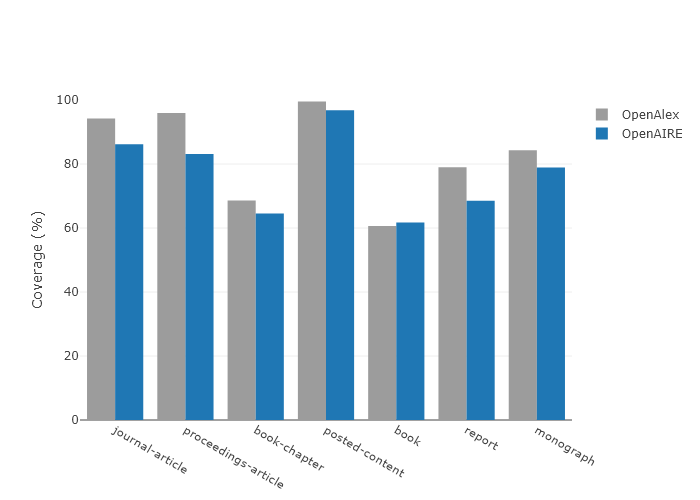 100
80
60
40
20
0
Coverage (%)
journal-article
proceedings-article
book-chapter
posted-content
book
report
monograph
OpenAlex
OpenAIRE